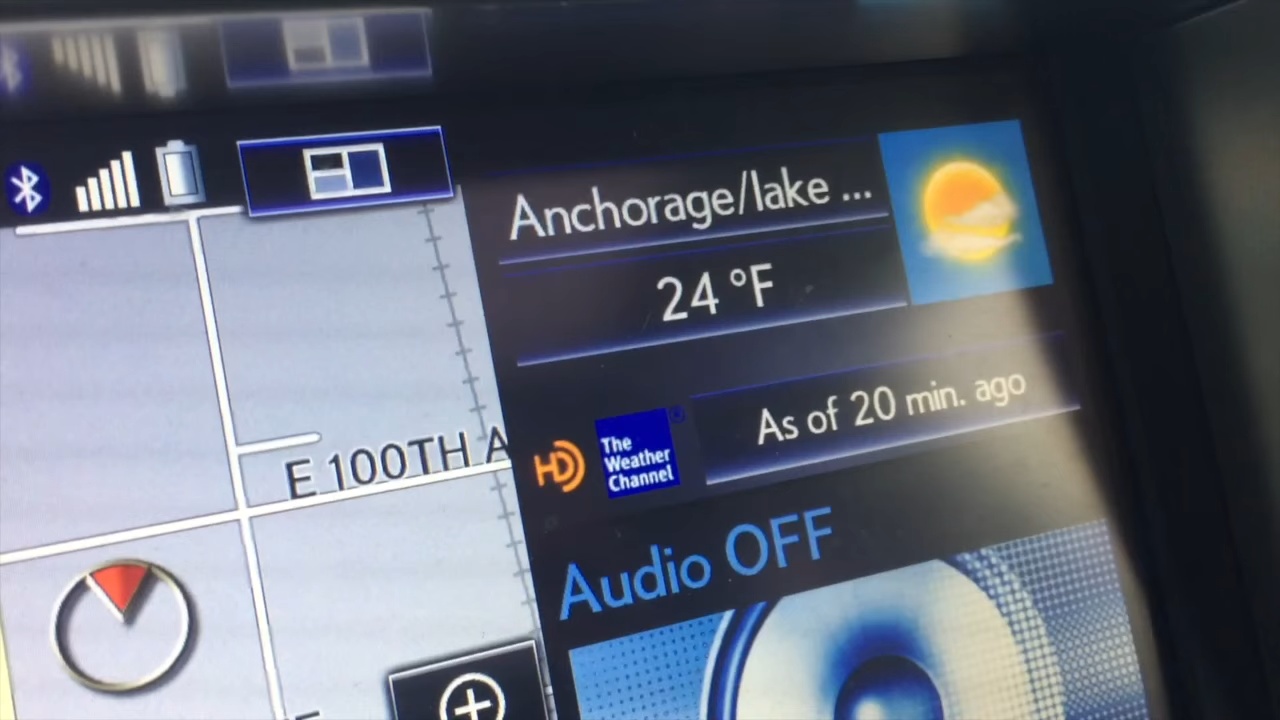 Anchorage/lake ...
24 °F
HD
The
Weather
Channel
®
As of 20 min. ago
E 100TH A
Audio OFF